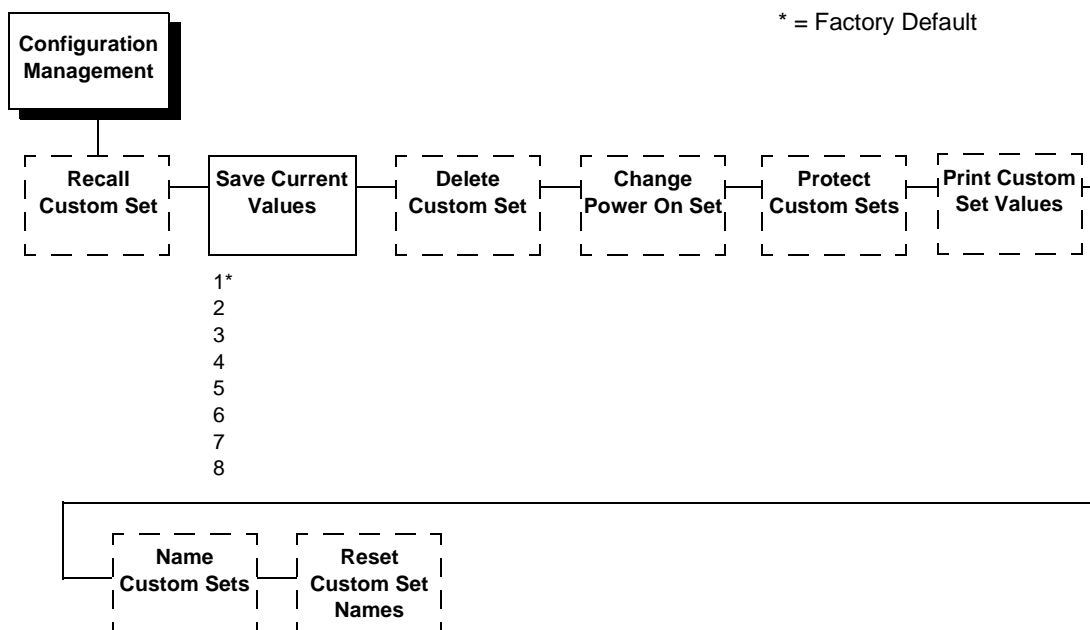 * = Factory Default
Configuration
Management
Recall
Custom Set
Save Current
Values
Delete
Custom Set
Change
Power On Set
Protect
Custom Sets
Print Custom
Set Values
1*
2
3
4
5
6
7
8
Name
Custom Sets
Reset
Custom Set
Names